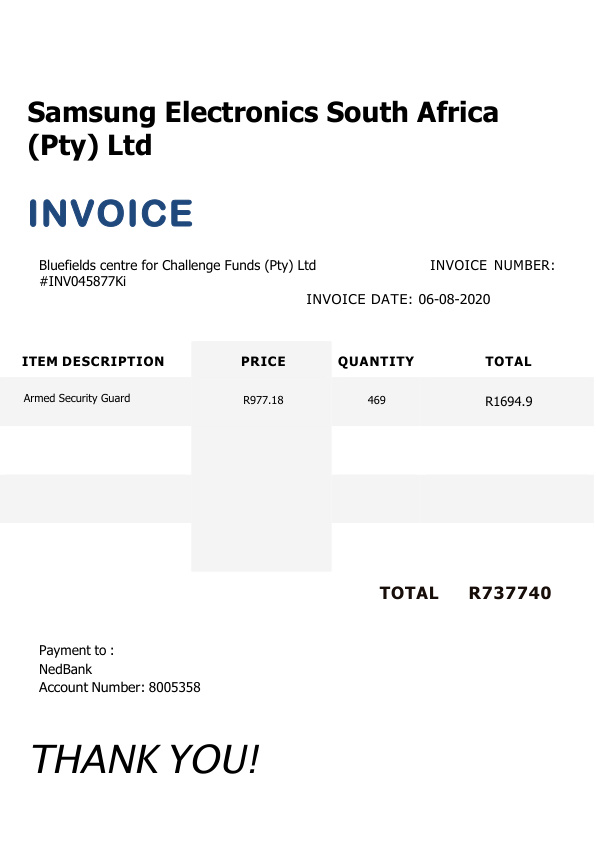 Samsung Electronics South Africa
(Pty) Ltd
INVOICE
Bluefields centre for Challenge Funds (Pty) Ltd INVOICE NUMBER:
#INV045877Ki
INVOICE DATE: 06-08-2020
ITEM DESCRIPTION PRICE QUANTITY TOTAL
Armed Security Guard R977.18 469 R1694.9
TOTAL R737740
Payment to :
NedBank
Account Number: 8005358
THANK YOU!